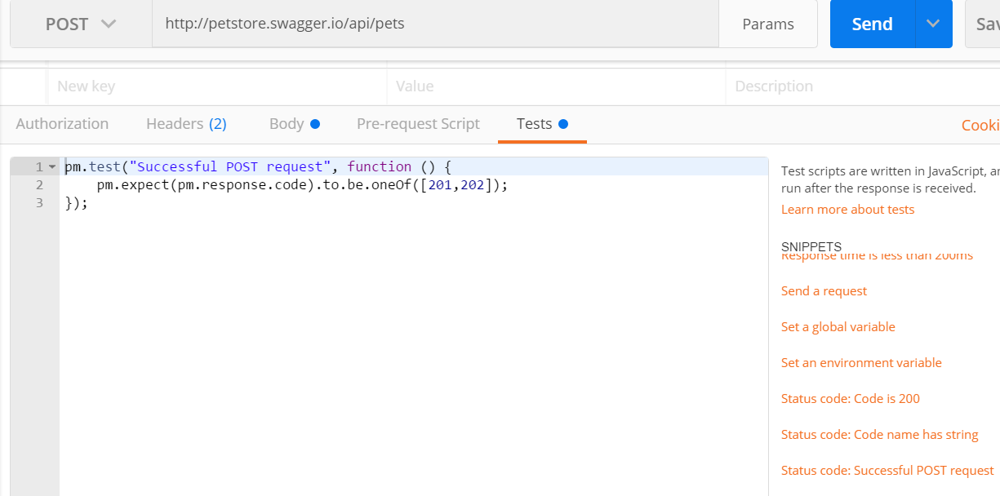 POST http://petstore.swagger.io/api/pets Params Send Sav
New key Value Description
Authorization Headers (2) Body Pre-request Script Tests Cooki
1 pm.test("Successful POST request", function () {
2 pm.expect(pm.response.code).to.be.oneOf([201,202]);
3 });
Test scripts are written in JavaScript, an
run after the response is received.
Learn more about tests
SNIPPETS
Response time is less than 200ms
Send a request
Set a global variable
Set an environment variable
Status code: Code is 200
Status code: Code name has string
Status code: Successful POST request